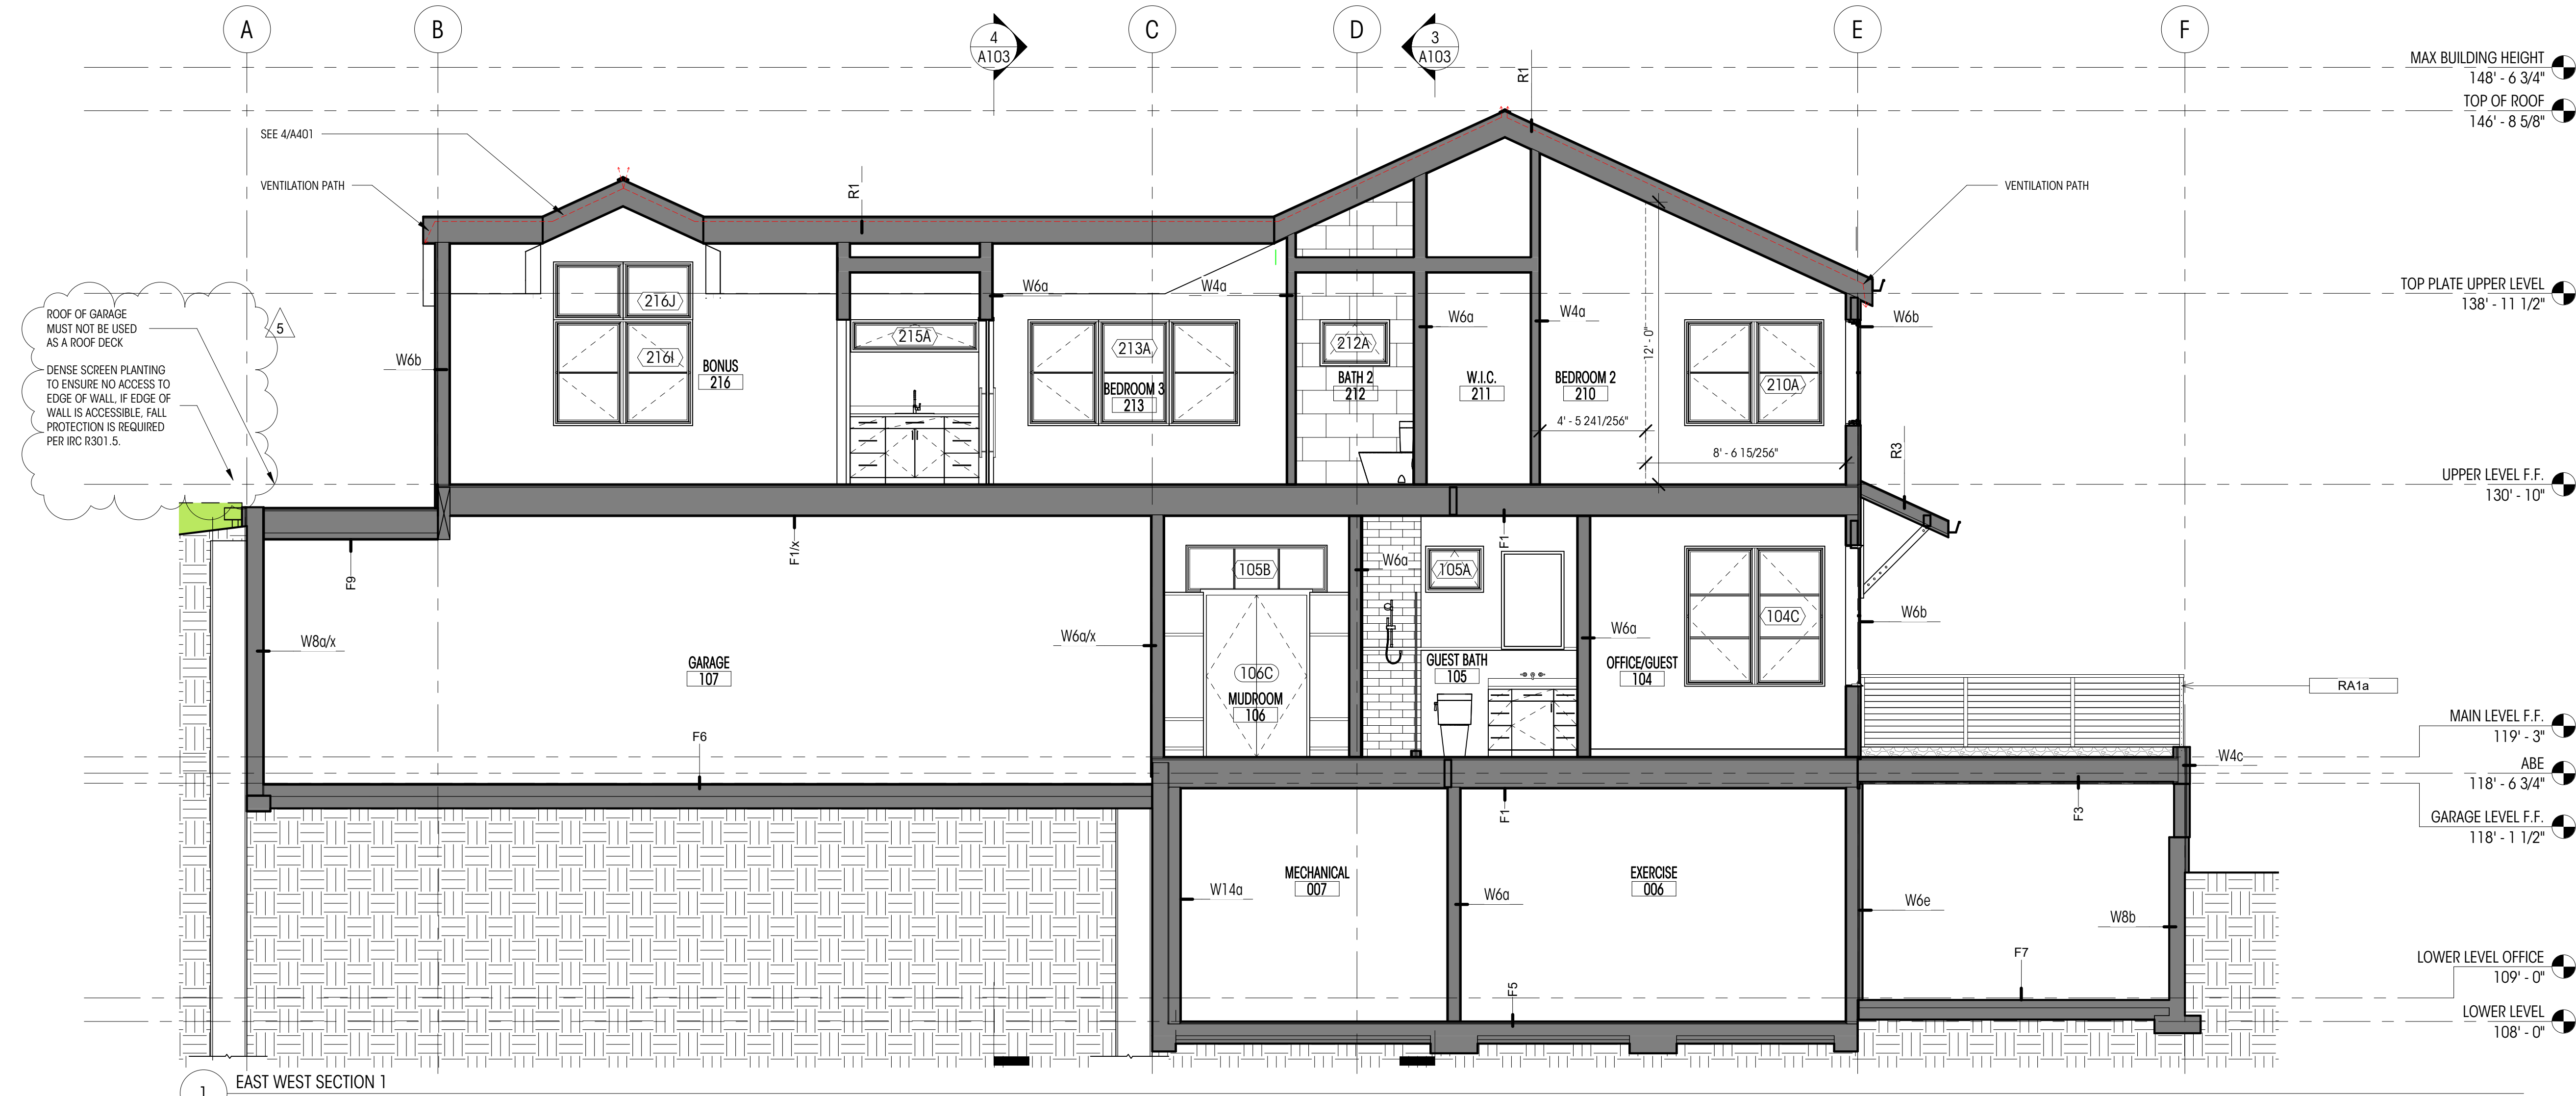 A
B
4
A103
C
D
3
A103
E
F
MAX BUILDING HEIGHT
148' - 6 3/4"
TOP OF ROOF
146' - 8 5/8"
R1
SEE 4/A401
VENTILATION PATH
R1
VENTILATION PATH
TOP PLATE UPPER LEVEL
138' - 11 1/2"
ROOF OF GARAGE
MUST NOT BE USED
AS A ROOF DECK
DENSE SCREEN PLANTING
TO ENSURE NO ACCESS TO
EDGE OF WALL, IF EDGE OF
WALL IS ACCESSIBLE, FALL
PROTECTION IS REQUIRED
PER IRC R301.5.
5
W6b
216J
216I
BONUS
216
215A
W6a
213A
BEDROOM 3
213
W4a
212A
BATH 2
212
W6a
W.I.C.
211
W4a
BEDROOM 2
210
12' - 0"
210A
W6b
4' - 5 241/256"
8' - 6 15/256"
R3
UPPER LEVEL F.F.
130' - 10"
F9
F1/x
W8a/x
GARAGE
107
W6a/x
F6
105B
106C
MUDROOM
106
W6a
105A
F1
GUEST BATH
105
W6a
OFFICE/GUEST
104
104C
W6b
RA1a
MAIN LEVEL F.F.
119' - 3"
W4c
ABE
118' - 6 3/4"
GARAGE LEVEL F.F.
118' - 1 1/2"
F1
F3
MECHANICAL
007
W14a
W6a
EXERCISE
006
W6e
W8b
F7
F5
LOWER LEVEL OFFICE
109' - 0"
LOWER LEVEL
108' - 0"
1
EAST WEST SECTION 1